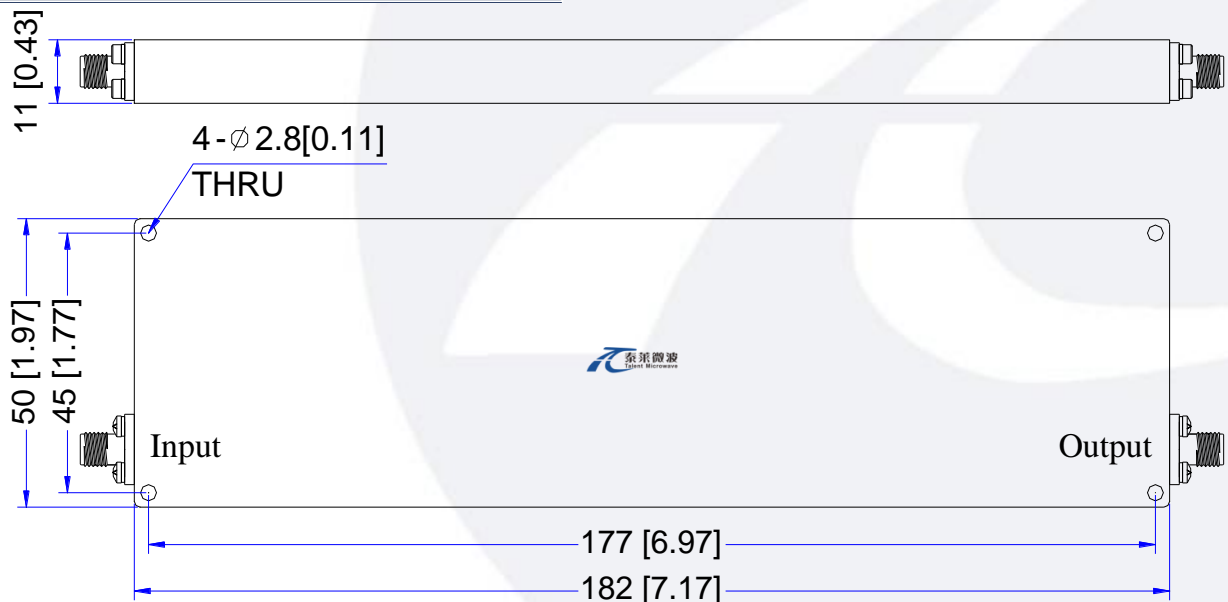 11 [0.43]
4-∅2.8[0.11]
THRU
50 [1.97]
45 [1.77]
泰莱微波
Talent Microwave
Input
Output
177 [6.97]
182 [7.17]